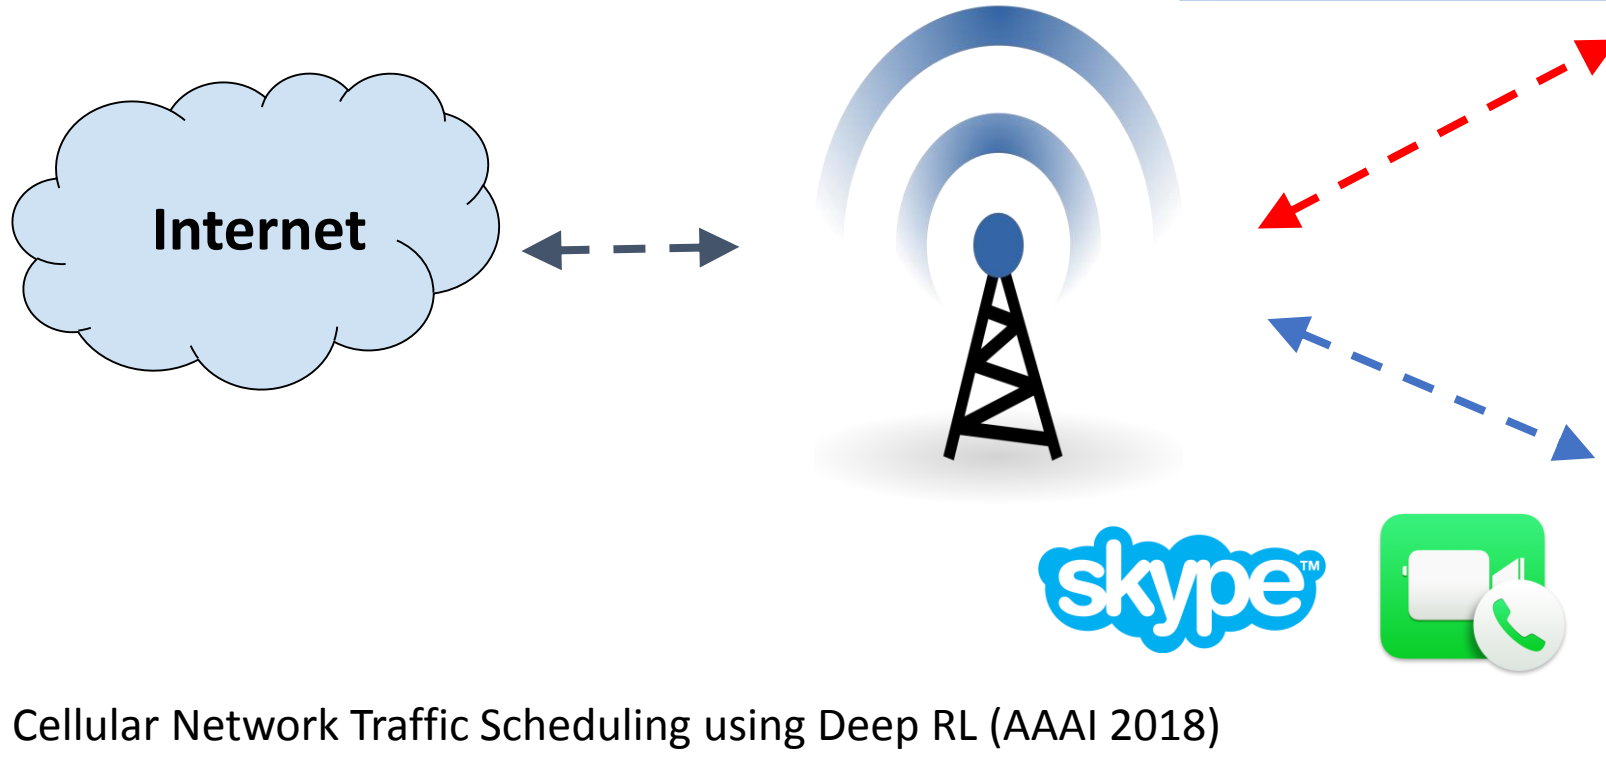 Internet
skype™
Cellular Network Traffic Scheduling using Deep RL (AAAI 2018)